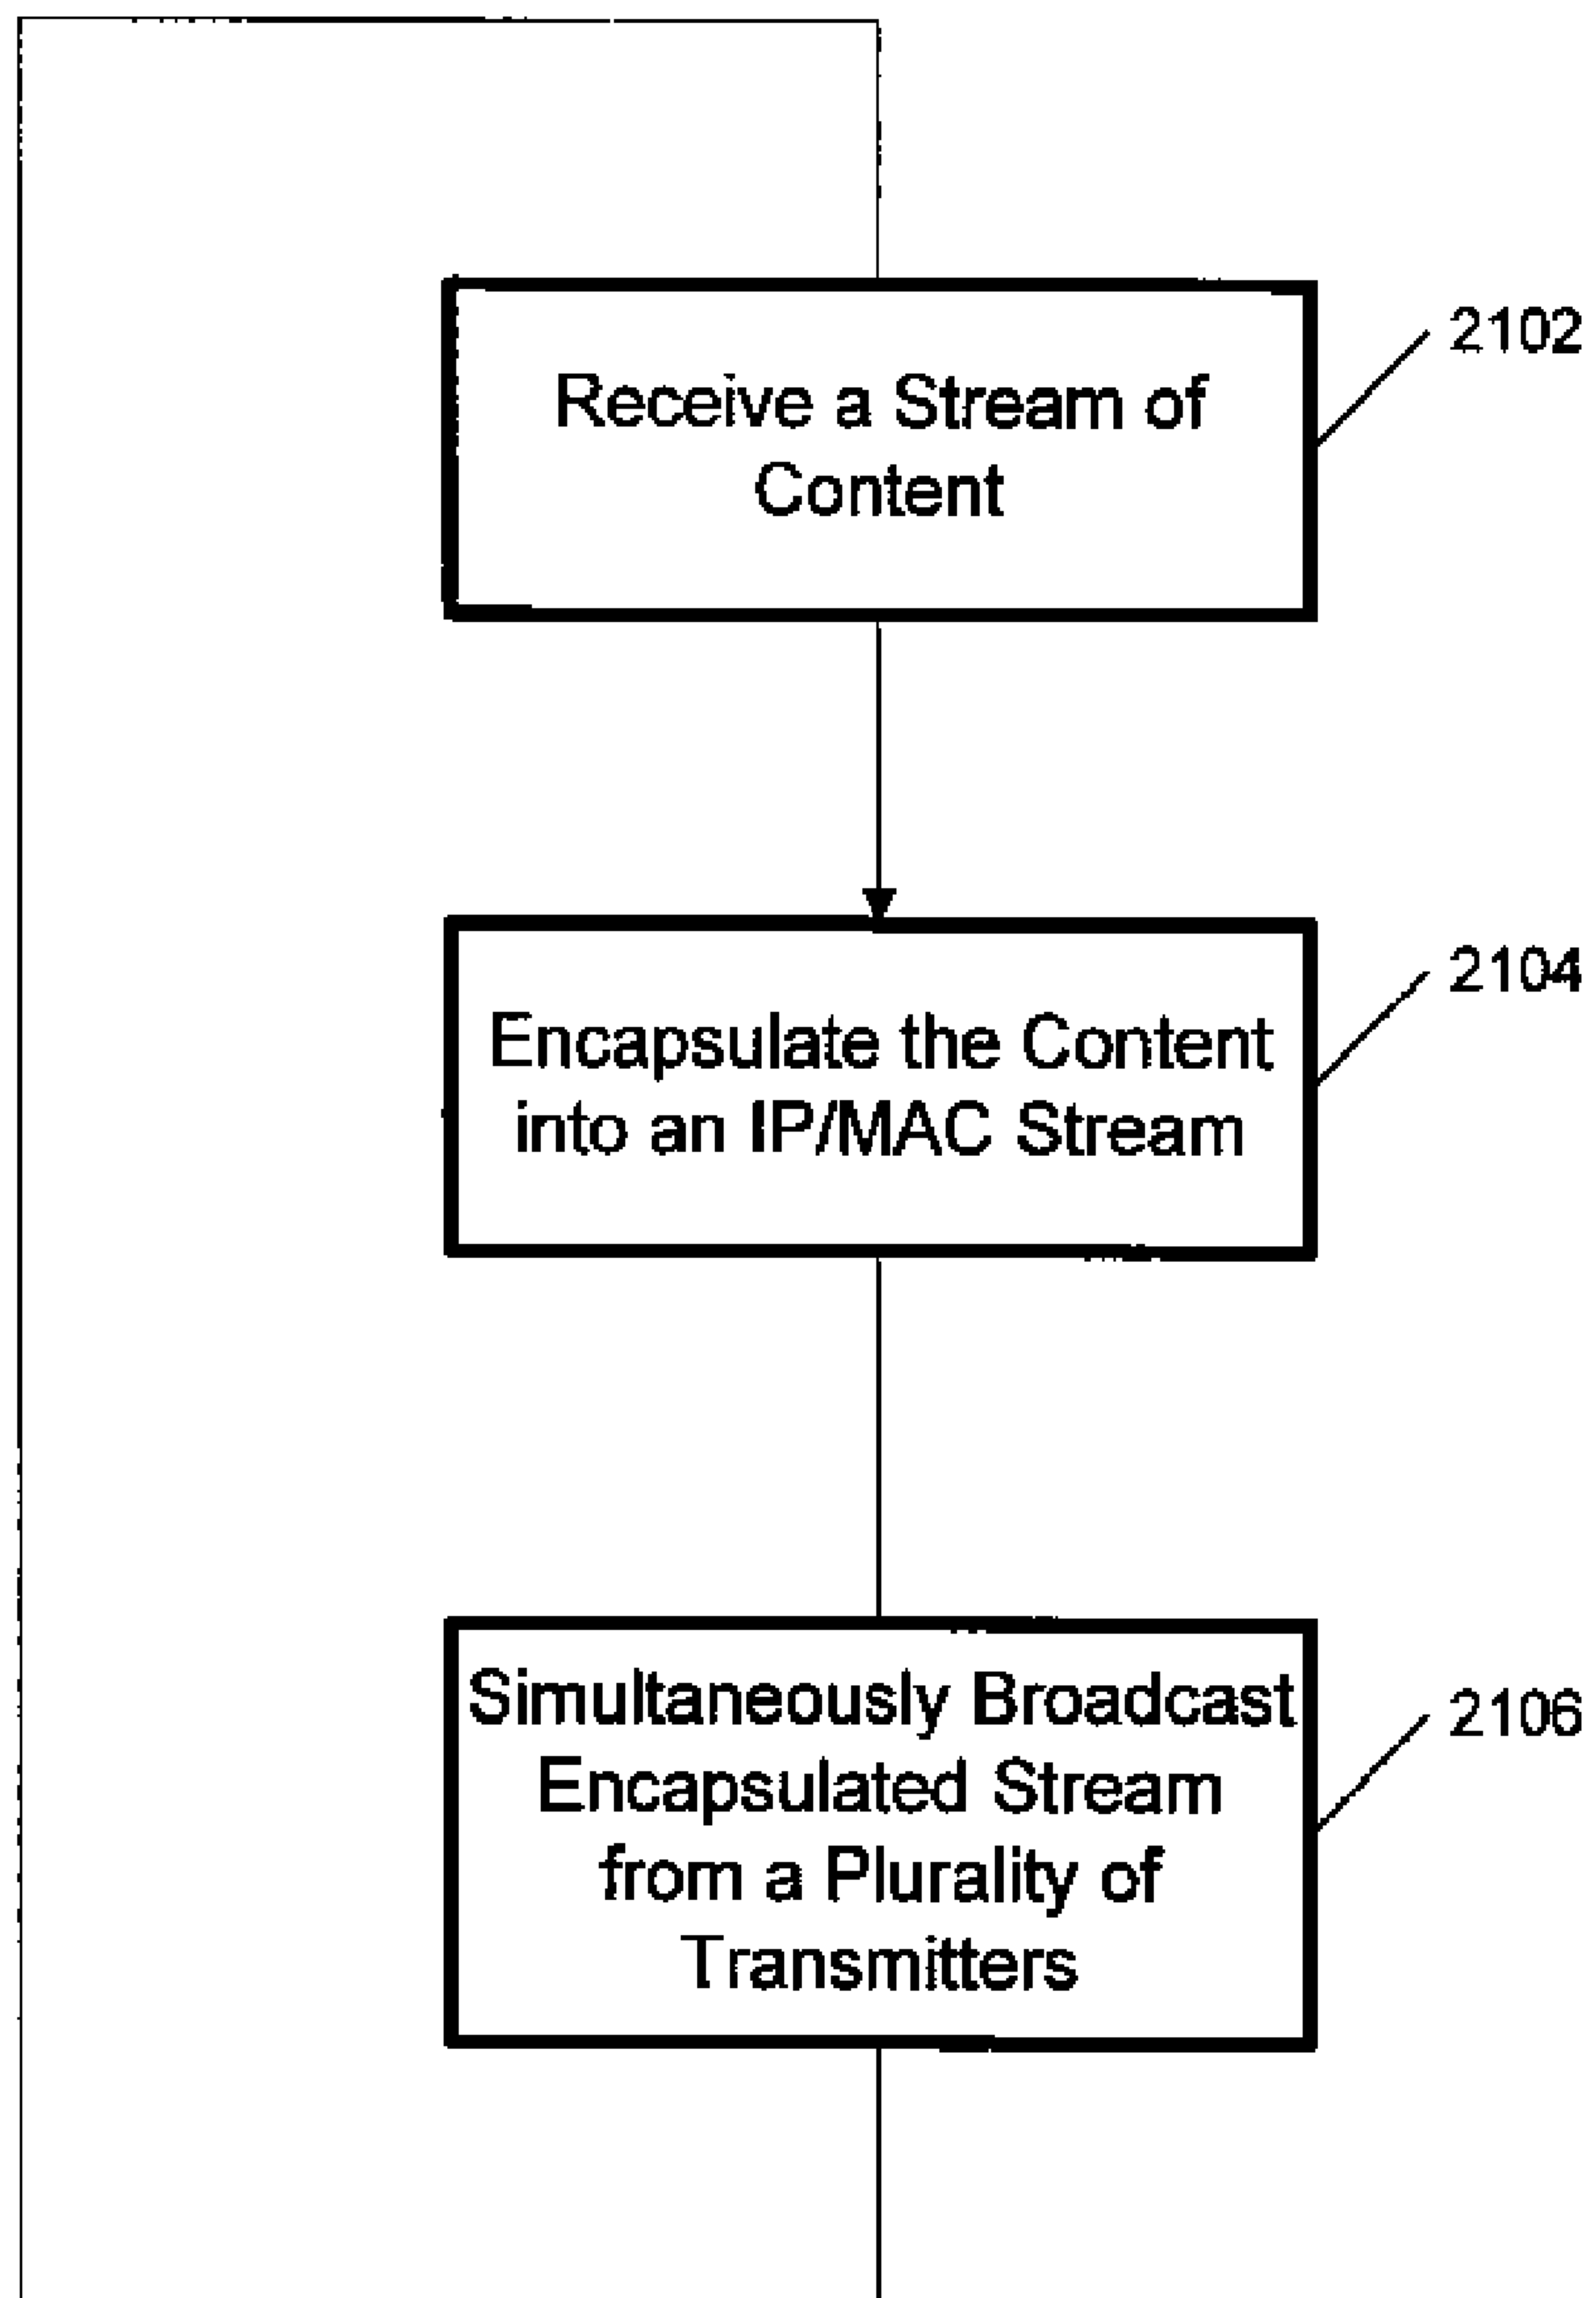 Receive a Stream of
Content
2102
Encapsulate the Content
into an IP/MAC Stream
2104
Simultaneously Broadcast
Encapsulated Stream
from a Plurality of
Transmitters
2106